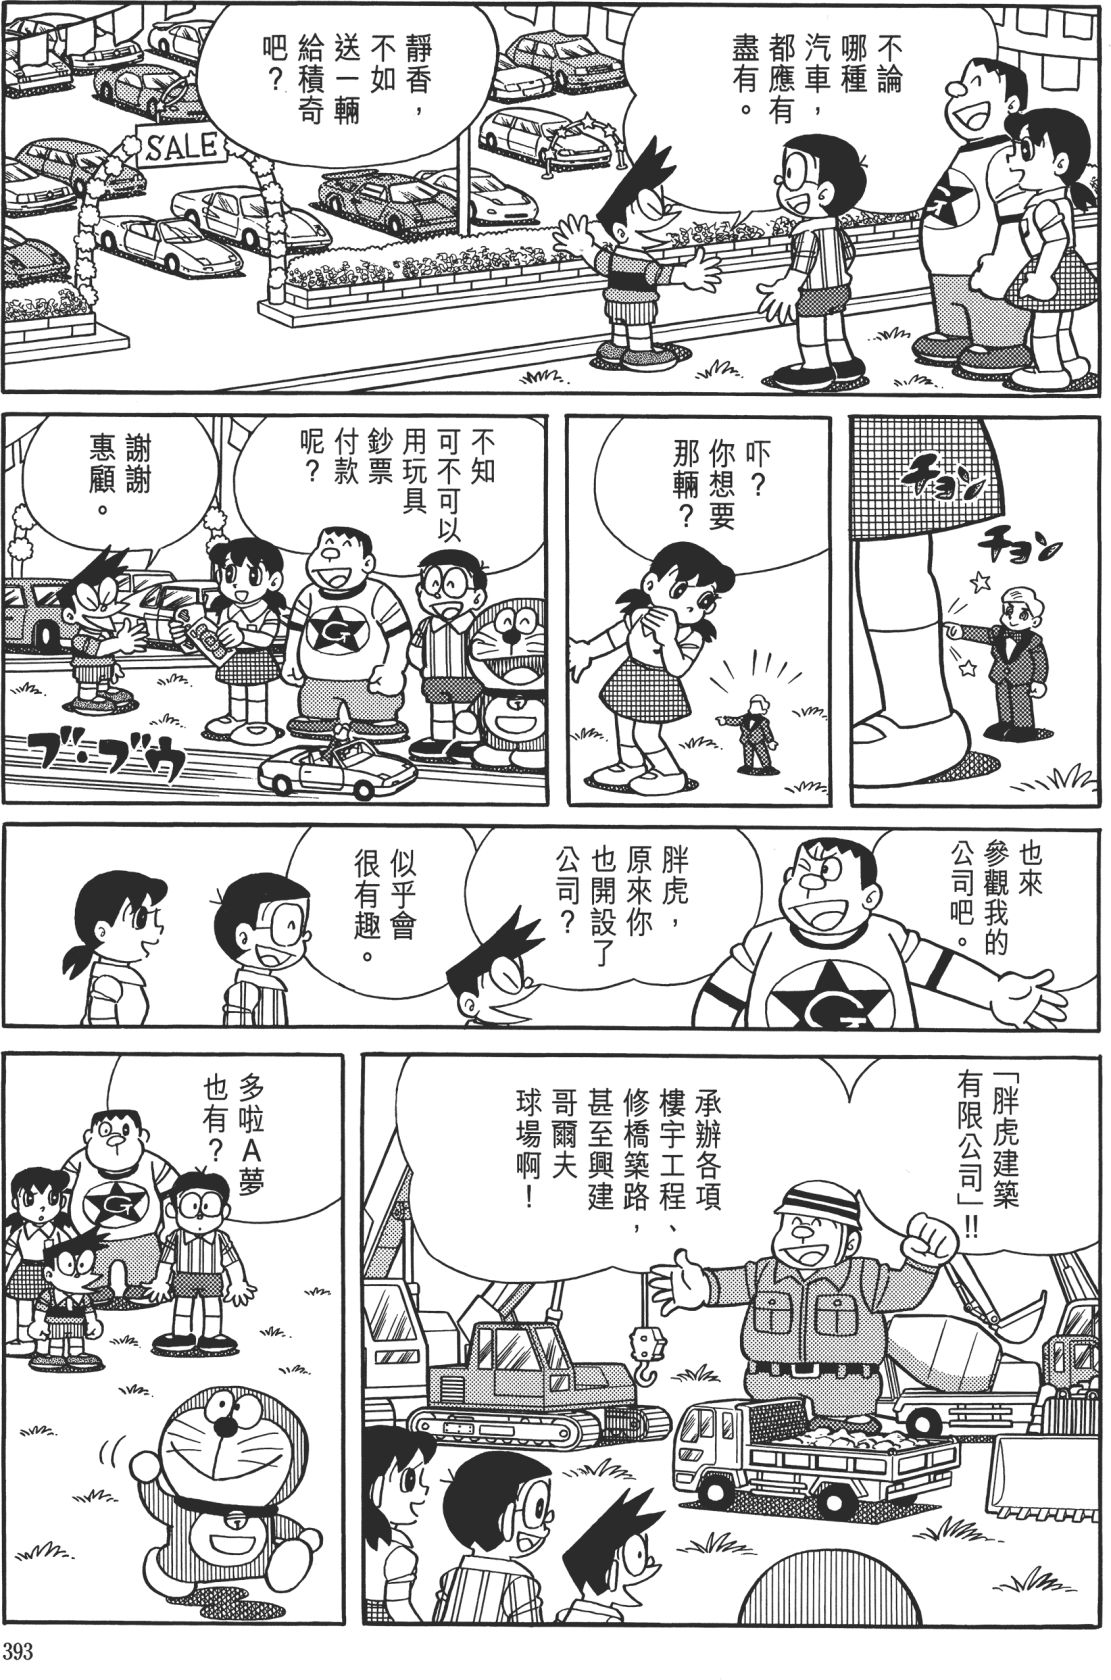 不論
哪種
汽車，
都應有
盡有。
靜香，
不如
送一輛
給積奇
吧？
SALE
G
チョン
チョン
吓？
你想要
那輛？
不知
可不可以
用玩具
鈔票
付款
呢？
謝謝
惠顧。
G
ブ・ブウ
也來
參觀我的
公司吧。
胖虎，
原來你
也開設了
公司？
似乎會
很有趣。
G
「胖虎建築
有限公司」!!
承辦各項
樓宇工程、
修橋築路，
甚至興建
哥爾夫
球場啊！
多啦A夢
也有？
G
393